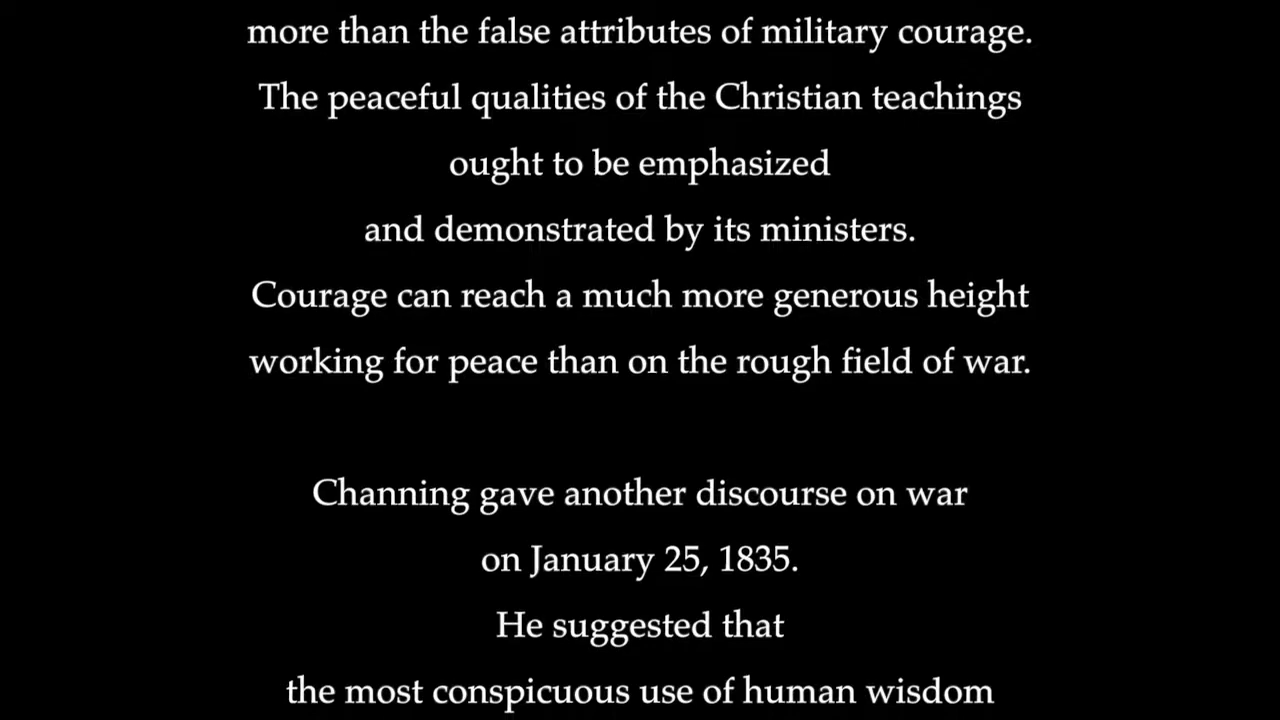 more than the false attributes of military courage.
The peaceful qualities of the Christian teachings
ought to be emphasized
and demonstrated by its ministers.
Courage can reach a much more generous height
working for peace than on the rough field of war.
Channing gave another discourse on war
on January 25, 1835.
He suggested that
the most conspicuous use of human wisdom